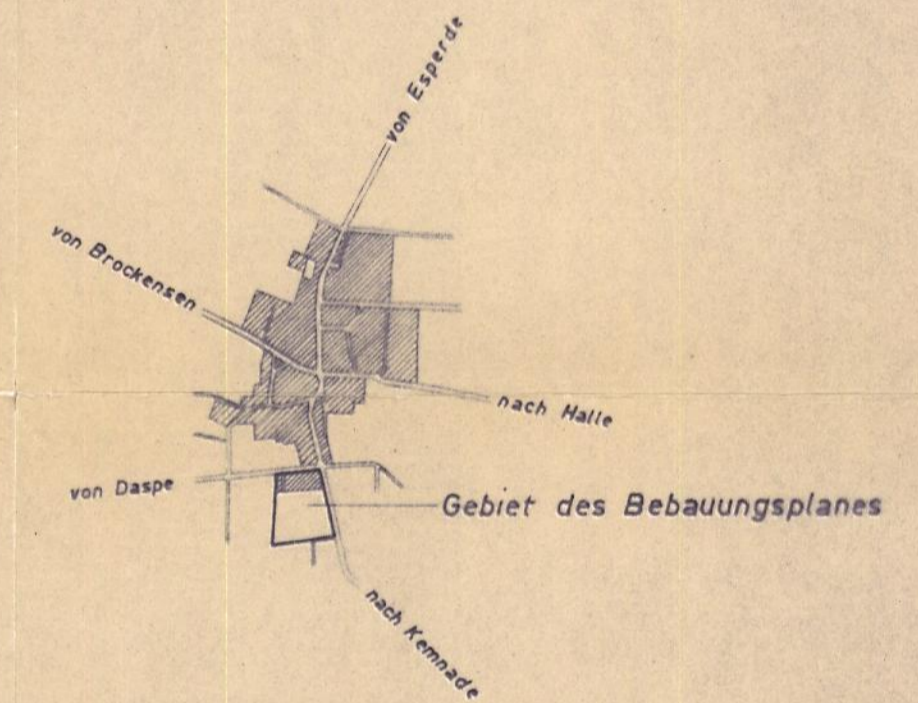 von Esperde
von Brockensen
nach Halle
von Daspe
Gebiet des Bebauungsplanes
nach Kemnade